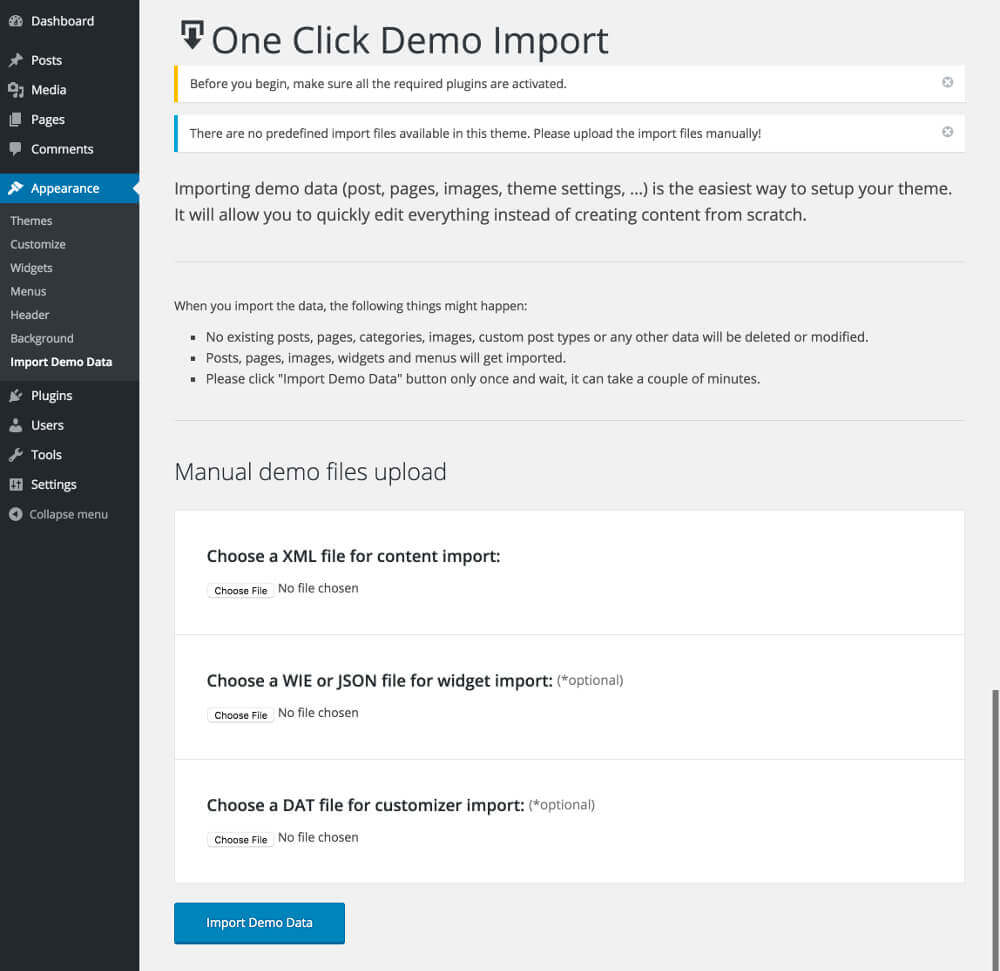 Dashboard
Posts
Media
Pages
Comments
Appearance
Themes
Customize
Widgets
Menus
Header
Background
Import Demo Data
Plugins
Users
Tools
Settings
Collapse menu
One Click Demo Import
Before you begin, make sure all the required plugins are activated.
There are no predefined import files available in this theme. Please upload the import files manually!
Importing demo data (post, pages, images, theme settings, ...) is the easiest way to setup your theme.
It will allow you to quickly edit everything instead of creating content from scratch.
When you import the data, the following things might happen:
No existing posts, pages, categories, images, custom post types or any other data will be deleted or modified.
Posts, pages, images, widgets and menus will get imported.
Please click "Import Demo Data" button only once and wait, it can take a couple of minutes.
Manual demo files upload
Choose a XML file for content import:
Choose File No file chosen
Choose a WIE or JSON file for widget import: (*optional)
Choose File No file chosen
Choose a DAT file for customizer import: (*optional)
Choose File No file chosen
Import Demo Data